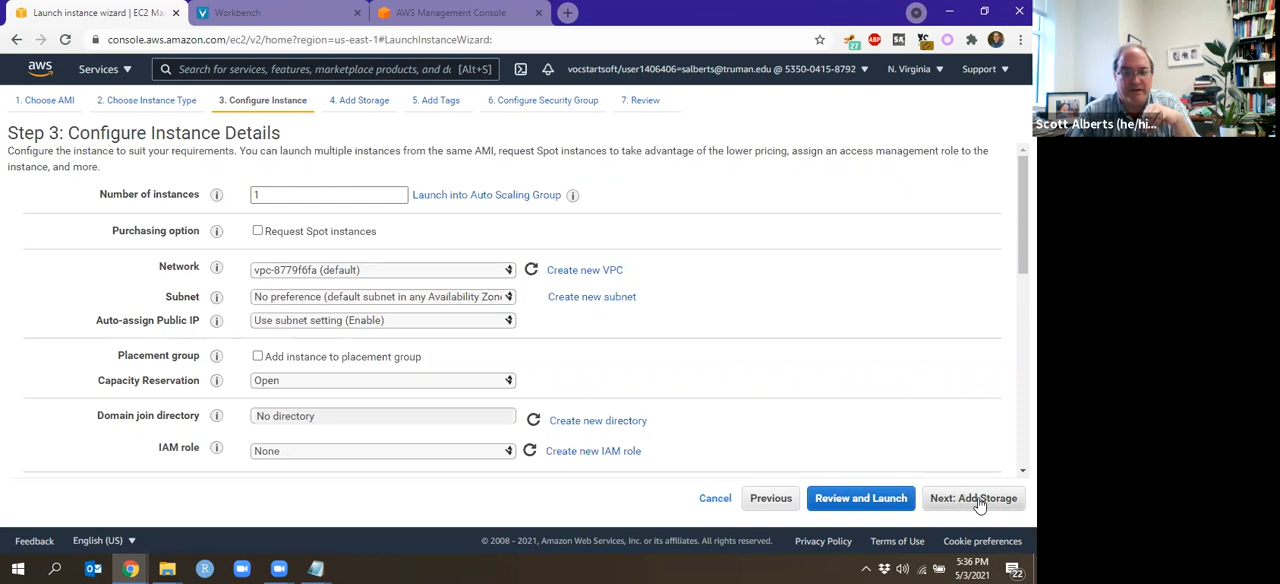 Launch instance wizard | EC2 Ma
Workbench
AWS Management Console
console.aws.amazon.com/ec2/v2/home?region=us-east-1#LaunchInstanceWizard:
27
ABP
aws
Services
Search for services, features, marketplace products, and dc [Alt+S]
vocstartsoft/user1406406=salberts@truman.edu @ 5350-0415-8792
N. Virginia
Support
1. Choose AMI
2. Choose Instance Type
3. Configure Instance
4. Add Storage
5. Add Tags
6. Configure Security Group
7. Review
Step 3: Configure Instance Details
Configure the instance to suit your requirements. You can launch multiple instances from the same AMI, request Spot instances to take advantage of the lower pricing, assign an access management role to the
instance, and more.
Number of instances
1
Launch into Auto Scaling Group
Purchasing option
Request Spot instances
Network
vpc-8779f6fa (default)
Create new VPC
Subnet
No preference (default subnet in any Availability Zon
Create new subnet
Auto-assign Public IP
Use subnet setting (Enable)
Placement group
Add instance to placement group
Capacity Reservation
Open
Domain join directory
No directory
Create new directory
IAM role
None
Create new IAM role
Cancel
Previous
Review and Launch
Next: Add Storage
Feedback
English (US)
© 2008 - 2021, Amazon Web Services, Inc. or its affiliates. All rights reserved.
Privacy Policy
Terms of Use
Cookie preferences
5:36 PM
5/3/2021
22
Scott Alberts (he/hi...